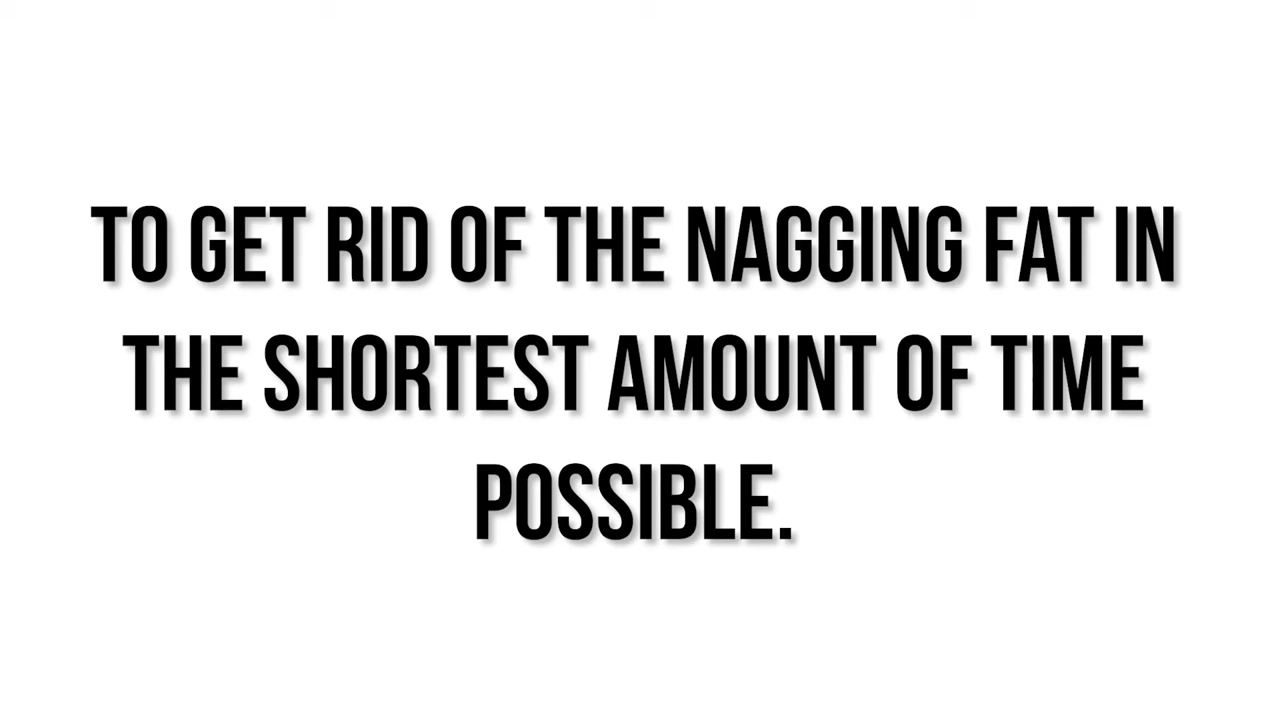 TO GET RID OF THE NAGGING FAT IN
THE SHORTEST AMOUNT OF TIME
POSSIBLE.